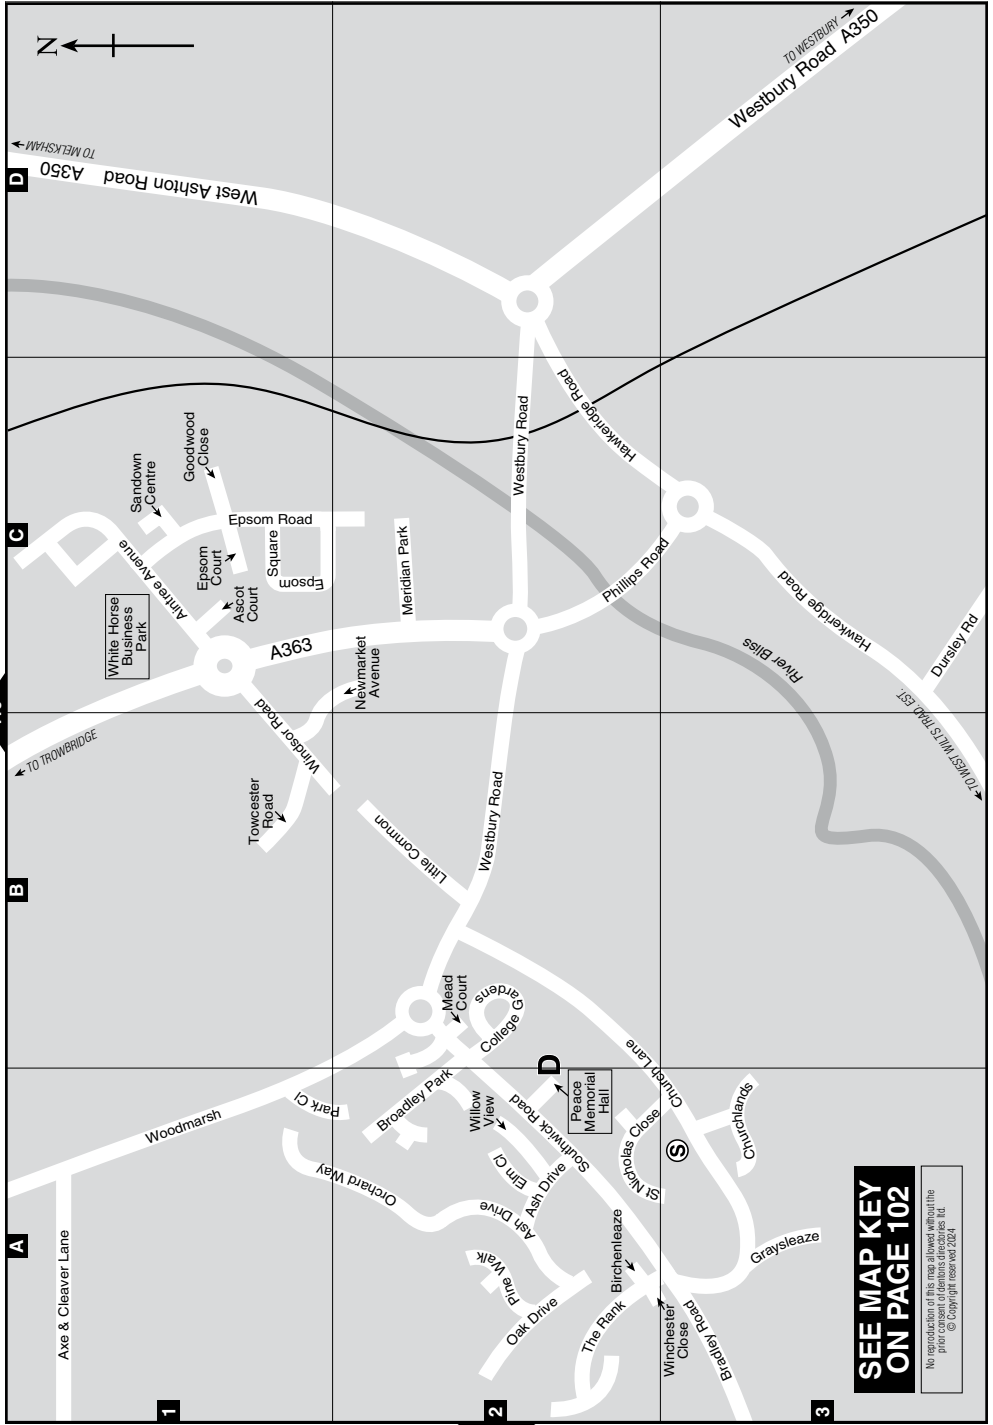 N
D
C
B
A
1
2
3
TO MELKSHAM
A350
West Ashton Road
TO WESTBURY
Westbury Road A350
Goodwood
Close
Sandown
Centre
Epsom Road
Epsom
Court
Square
Epsom
Ascot
Court
Aintree Avenue
White Horse
Business
Park
Meridian Park
A363
Newmarket
Avenue
Windsor Road
TO TROWBRIDGE
Towcester
Road
Westbury Road
Hawkeridge Road
Phillips Road
Hawkeridge Road
River Bliss
Dursley Rd
TO WEST WILTS TRAD. EST.
Westbury Road
Little Common
Mead
Court
College Gardens
Church Lane
D
Peace
Memorial
Hall
Broadley Park
Park Cl
Woodmarsh
Willow
View
Southwick Road
Elm Cl
Ash Drive
Ash Drive
Orchard Way
St Nicholas Close
S
Churchlands
Axe & Cleaver Lane
Pine Walk
Oak Drive
Birchenleaze
The Rank
Winchester
Close
Bradley Road
Graysleaze
SEE MAP KEY
ON PAGE 102
No reproduction of this map allowed without the
prior consent of dentons directories ltd.
© Copyright reserved 2024